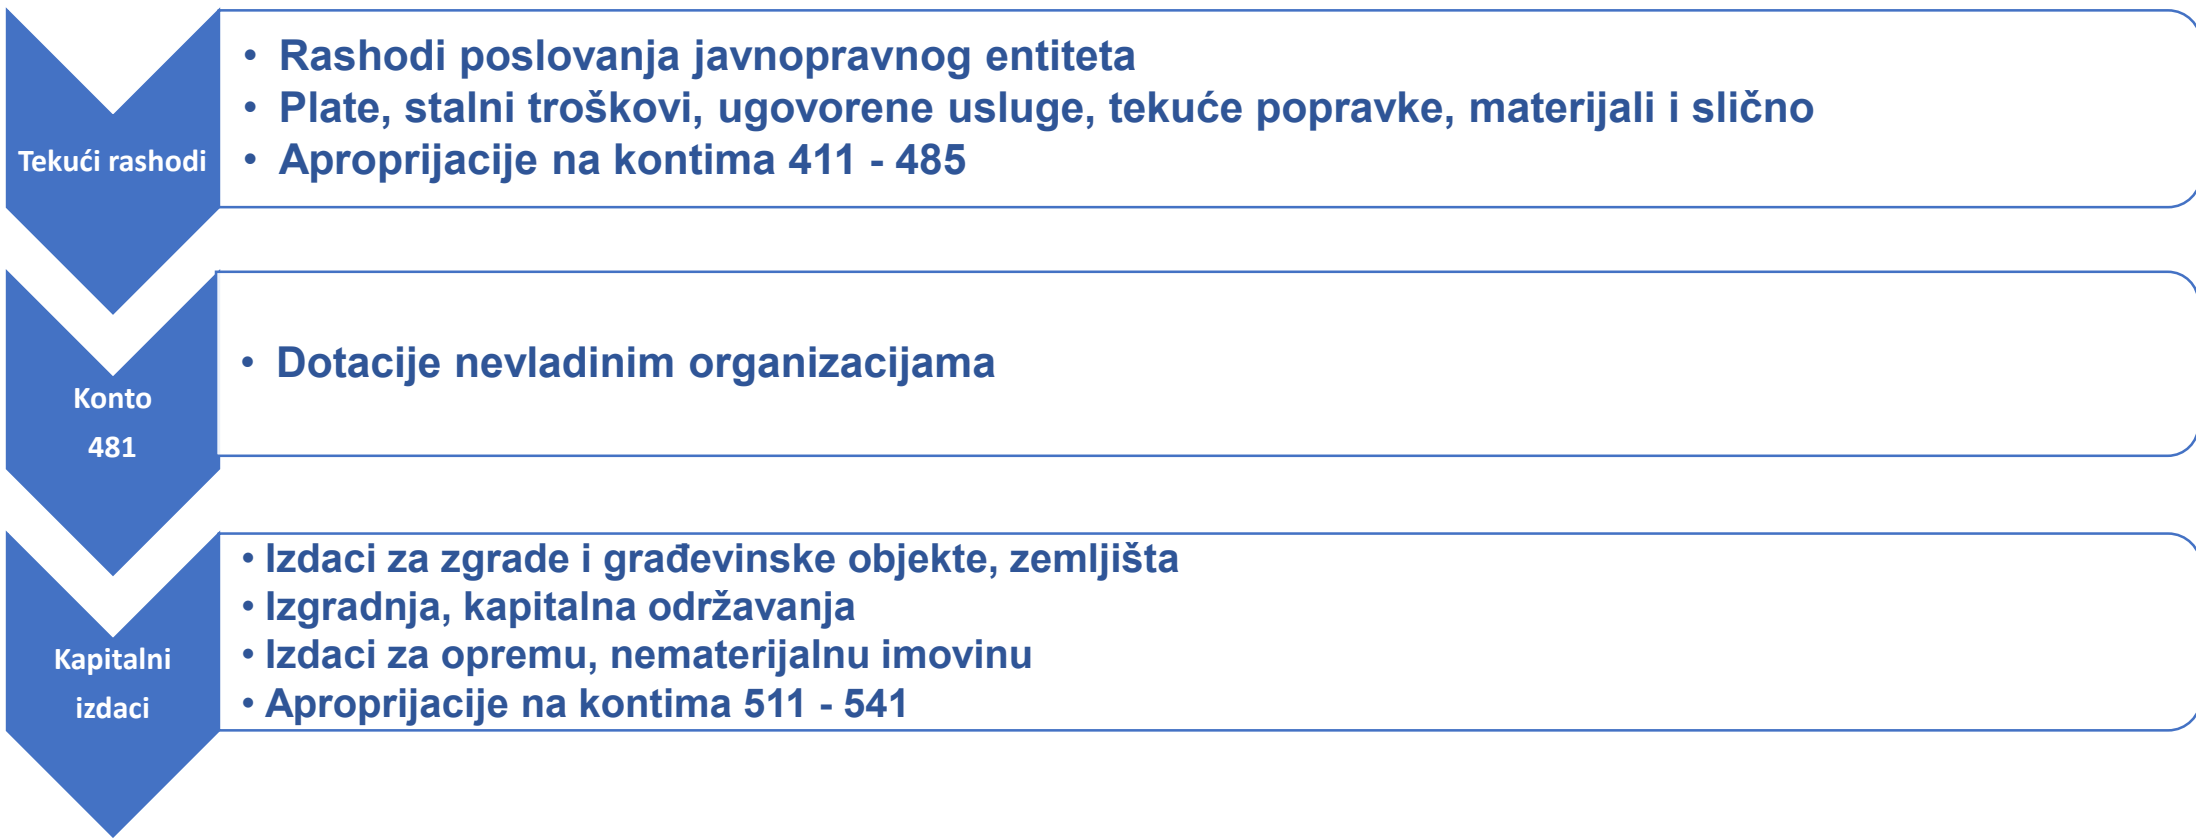 Tekući rashodi
• Rashodi poslovanja javnopravnog entiteta
• Plate, stalni troškovi, ugovorene usluge, tekuće popravke, materijali i slično
• Aproprijacije na kontima 411 - 485
Konto
481
• Dotacije nevladinim organizacijama
Kapitalni
izdaci
• Izdaci za zgrade i građevinske objekte, zemljišta
• Izgradnja, kapitalna održavanja
• Izdaci za opremu, nematerijalnu imovinu
• Aproprijacije na kontima 511 - 541